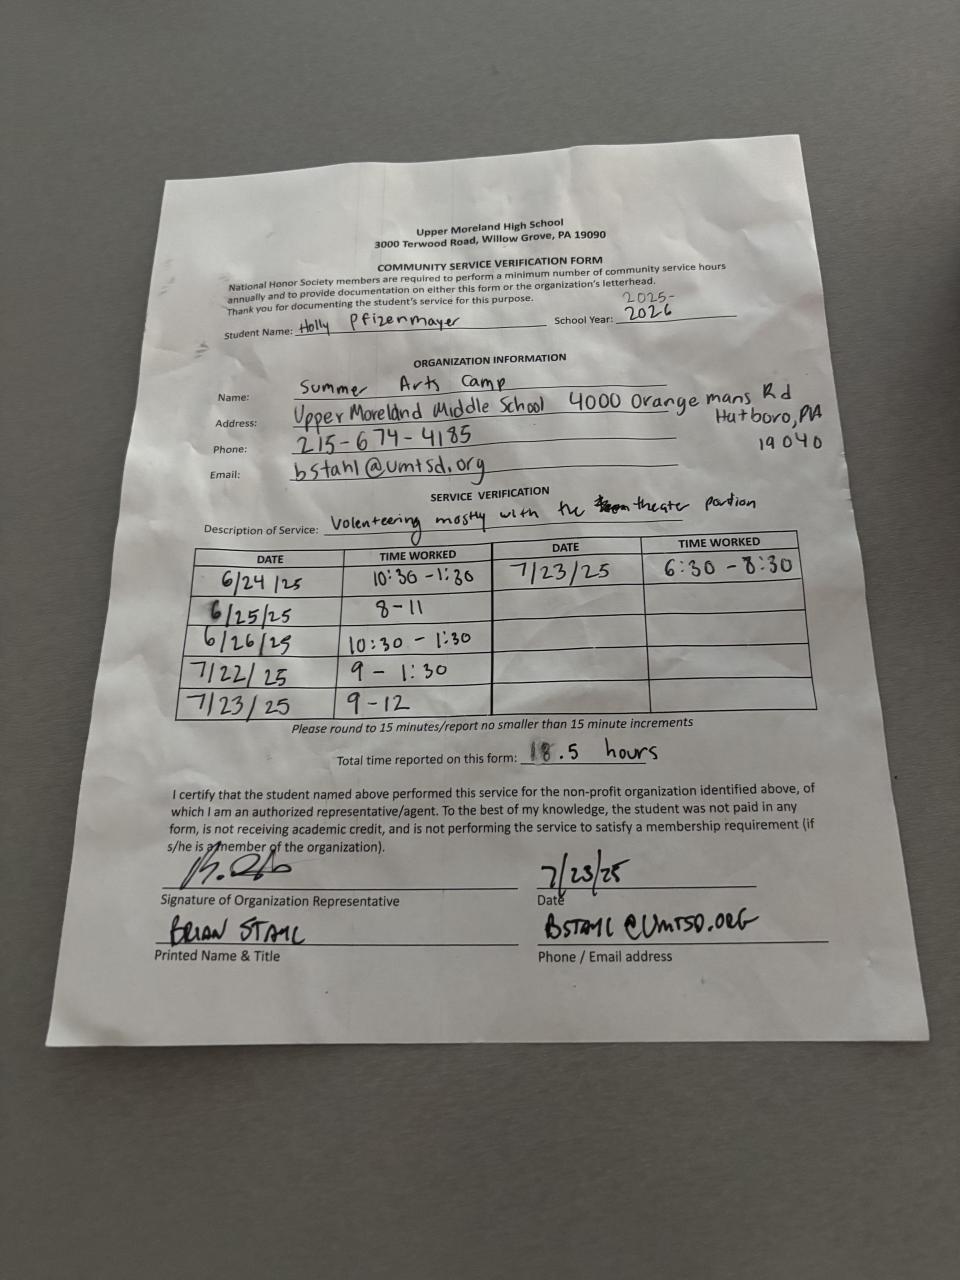 Upper Moreland High School
3000 Terwood Road, Willow Grove, PA 19090
COMMUNITY SERVICE VERIFICATION FORM
National Honor Society members are required to perform a minimum number of community service hours
annually and to provide documentation on either this form or the organization's letterhead.
Thank you for documenting the student's service for this purpose.
Student Name: Holly Pfizenmayer School Year: 2025-
2026
ORGANIZATION INFORMATION
Name: Summer Arts Camp
Address: Upper Moreland Middle School 4000 Orangemans Rd
Hatboro, PA
19040
Phone: 215-674-4185
Email: bstahl@umtsd.org
SERVICE VERIFICATION
Description of Service: Volenteering mostly with the theater portion
DATE TIME WORKED DATE TIME WORKED
6/24/25 10:30-1:30 7/23/25 6:30-8:30
6/25/25 8-11
6/26/25 10:30 - 1:30
7/22/25 9 - 1:30
7/23/25 9-12
Please round to 15 minutes/report no smaller than 15 minute increments
Total time reported on this form: 18.5 hours
I certify that the student named above performed this service for the non-profit organization identified above, of
which I am an authorized representative/agent. To the best of my knowledge, the student was not paid in any
form, is not receiving academic credit, and is not performing the service to satisfy a membership requirement (if
s/he is a member of the organization).
7/23/25
Signature of Organization Representative Date
BRIAN STAHL BSTAHL@UMTSD.ORG
Printed Name & Title Phone / Email address